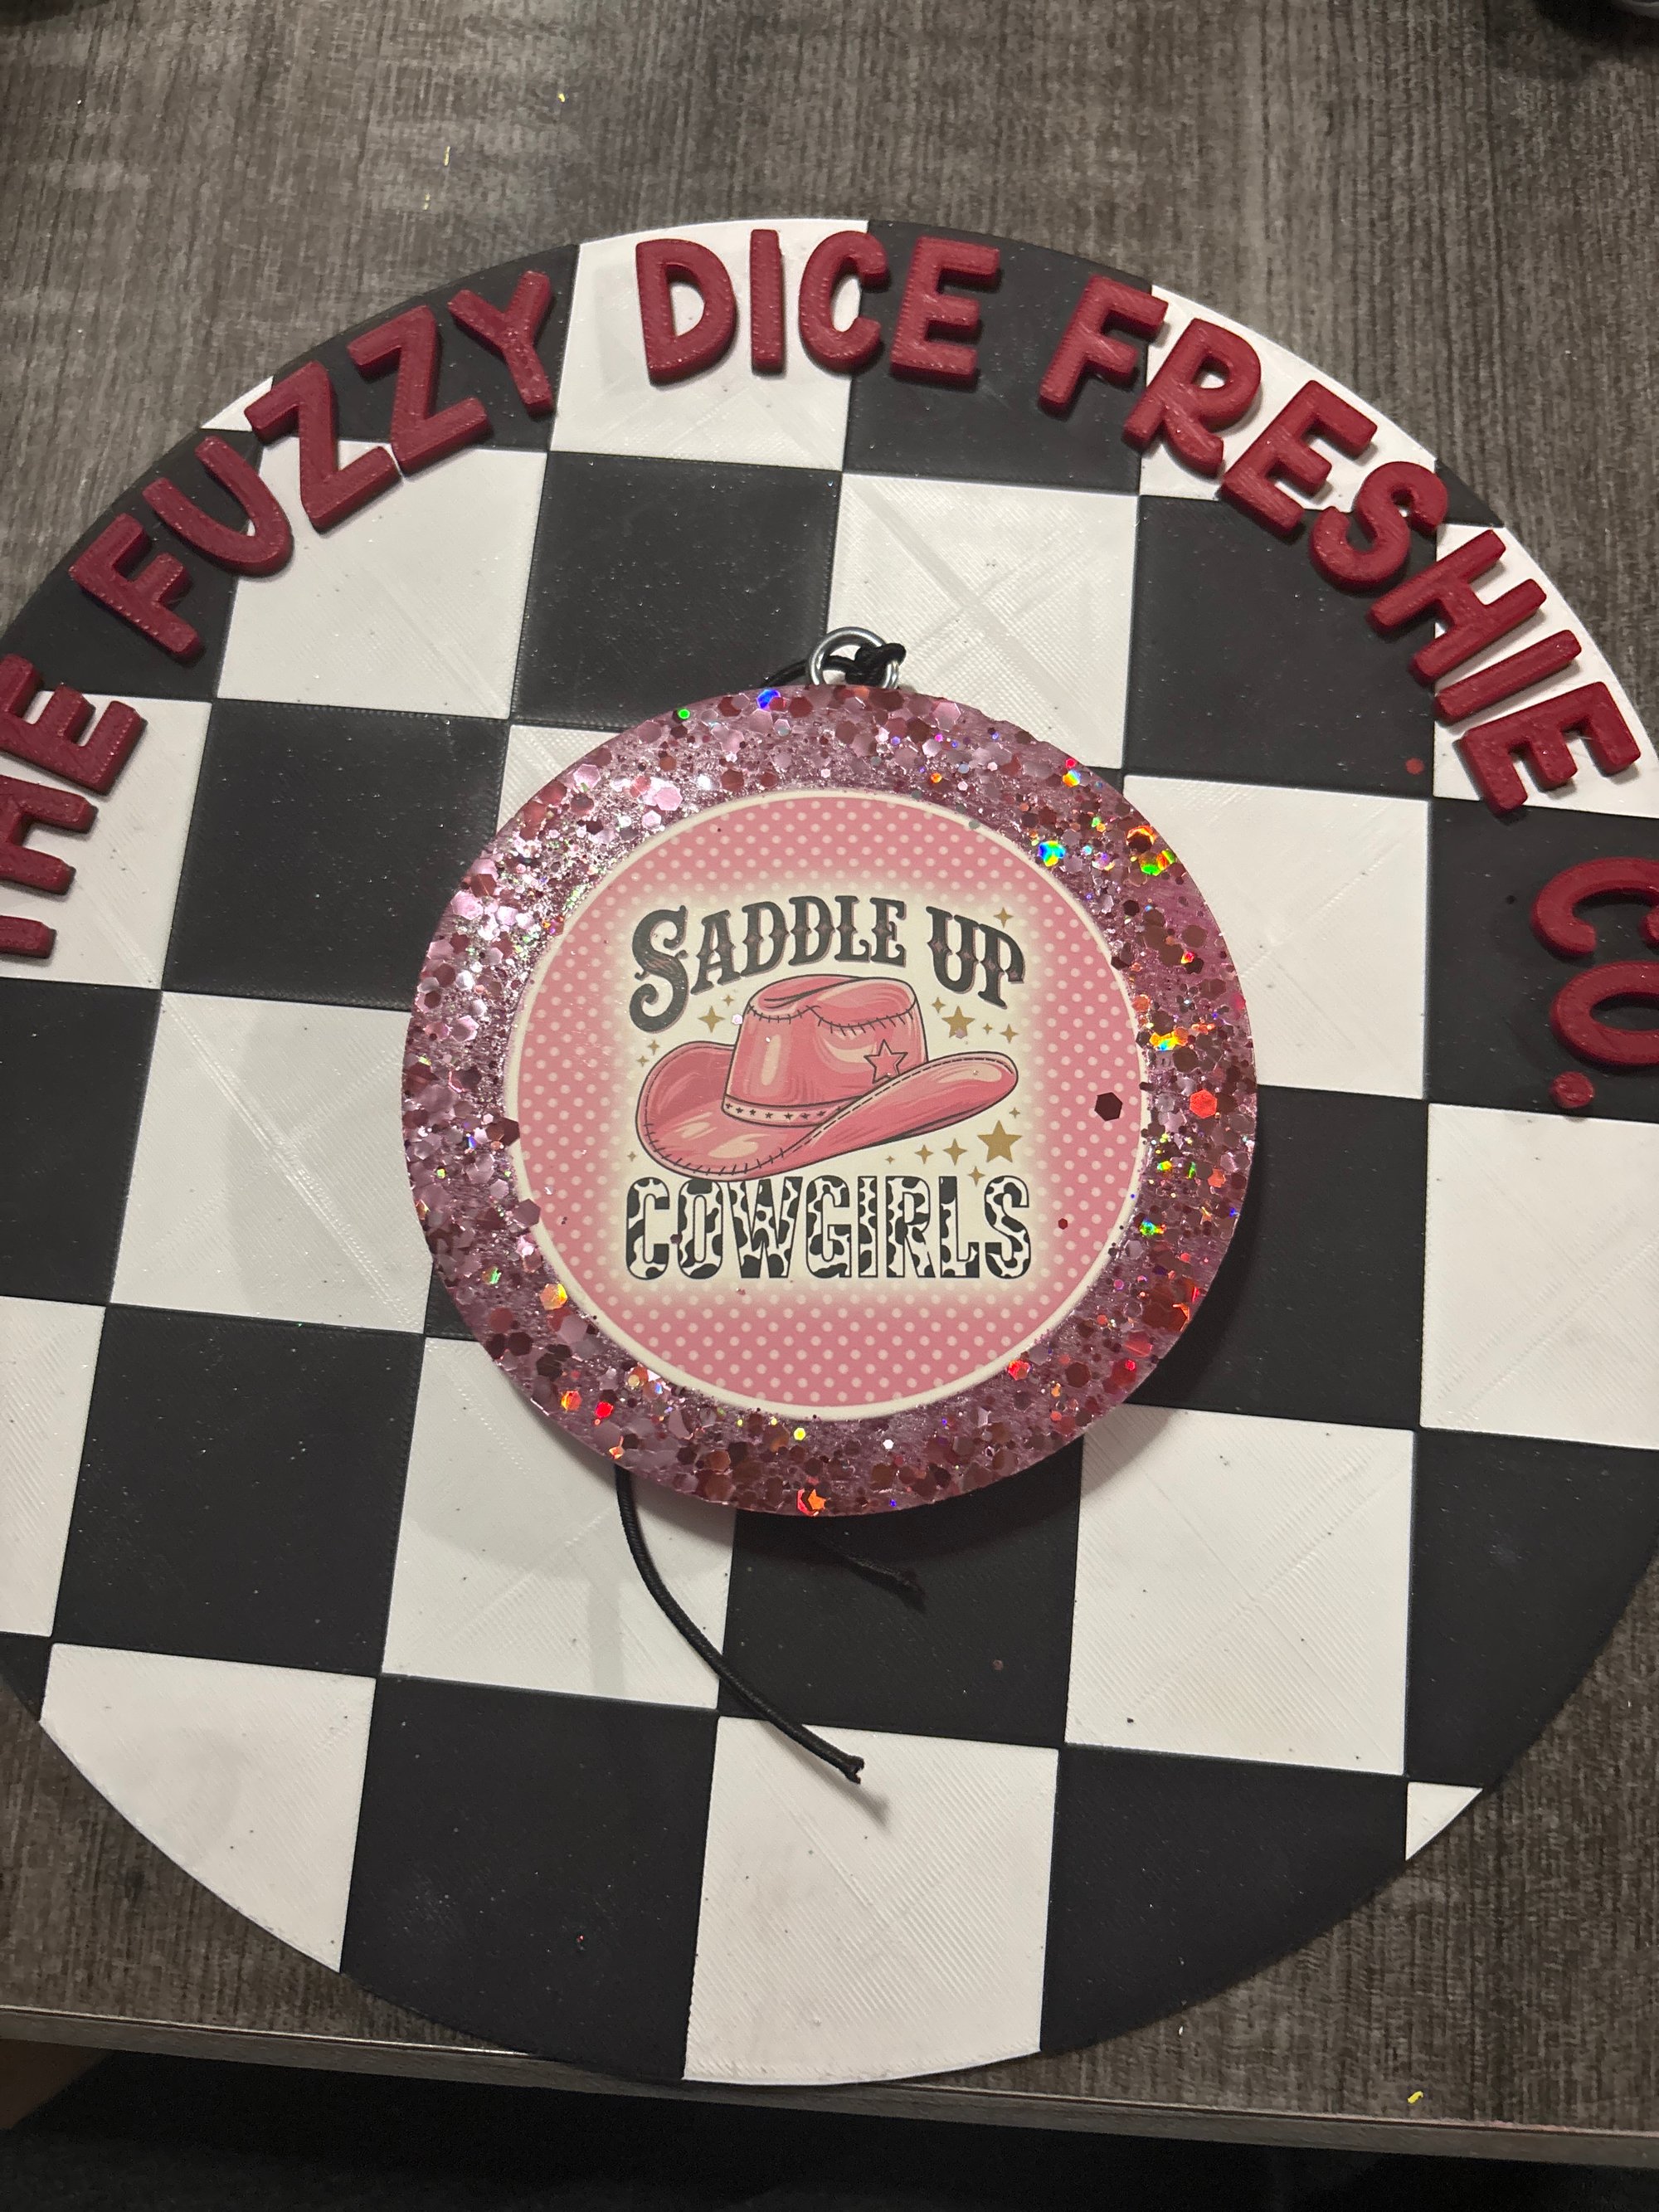 THE FUZZY DICE FRESHIE CO.
SADDLE UP
COWGIRLS